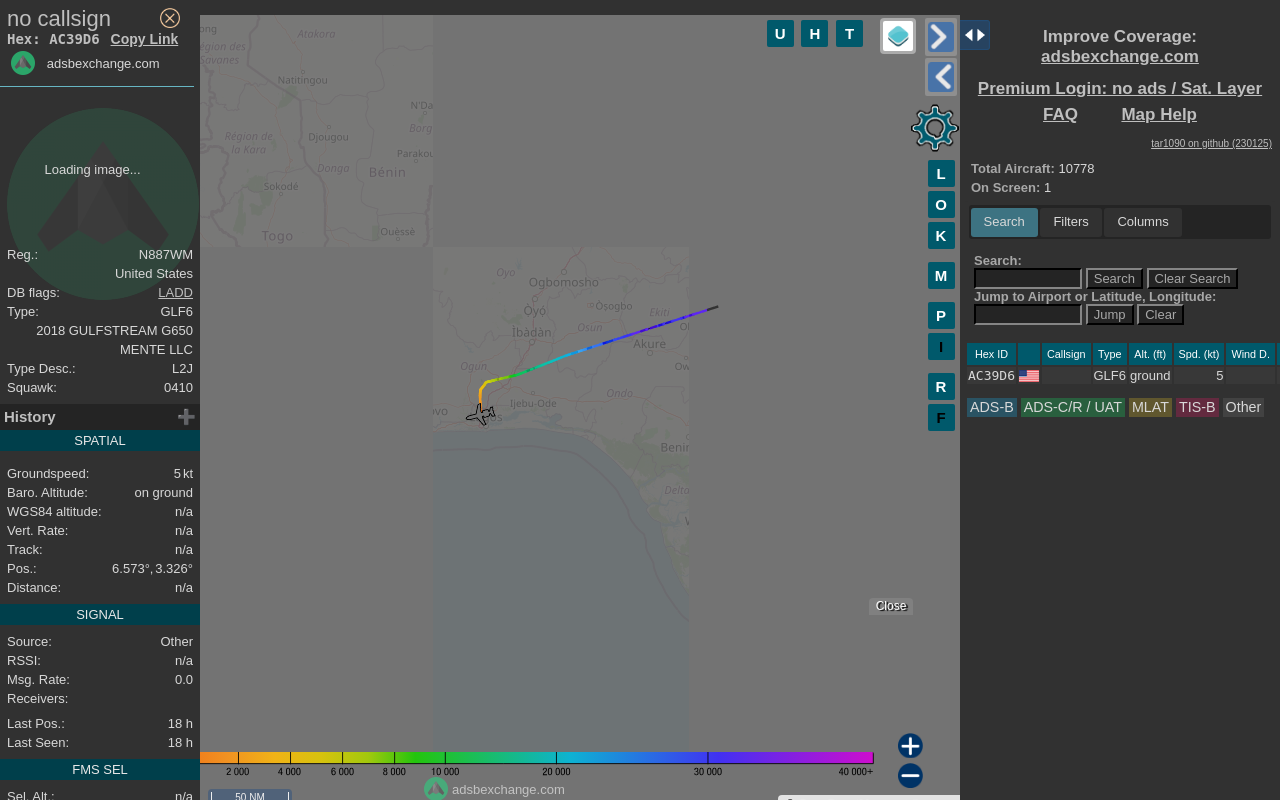 no callsign
Hex: AC39D6 Copy Link
adsbexchange.com
Loading image...
Reg.: N887WM
United States
DB flags: LADD
Type: GLF6
2018 GULFSTREAM G650
MENTE LLC
Type Desc.: L2J
Squawk: 0410
History
SPATIAL
Groundspeed: 5 kt
Baro. Altitude: on ground
WGS84 altitude: n/a
Vert. Rate: n/a
Track: n/a
Pos.: 6.573°, 3.326°
Distance: n/a
SIGNAL
Source: Other
RSSI: n/a
Msg. Rate: 0.0
Receivers:
Last Pos.: 18 h
Last Seen: 18 h
FMS SEL
Sel. Alt.: n/a
U H T
Arakora
égion des
Savanes
Natitingou
N'Da
Borg
Région de
la Kara
Djougou
Parakou
Donga
Bénin
Sokodé
Togo
Ouèssè
Oyo
Ogbomosho
Òyó
Òṣogbo
Ekiti
Ìbàdàn
Osun
Akure
Ogun
Ow
Ijebu-Ode
Ondo
Benin
Delta
L
O
K
M
P
I
R
F
Close
2 000 4 000 6 000 8 000 10 000 20 000 30 000 40 000+
adsbexchange.com
50 NM
Improve Coverage:
adsbexchange.com
Premium Login: no ads / Sat. Layer
FAQ Map Help
tar1090 on github (230125)
Total Aircraft: 10778
On Screen: 1
Search Filters Columns
Search:
Search Clear Search
Jump to Airport or Latitude, Longitude:
Jump Clear
Hex ID Callsign Type Alt. (ft) Spd. (kt) Wind D.
AC39D6 GLF6 ground 5
ADS-B ADS-C/R / UAT MLAT TIS-B Other